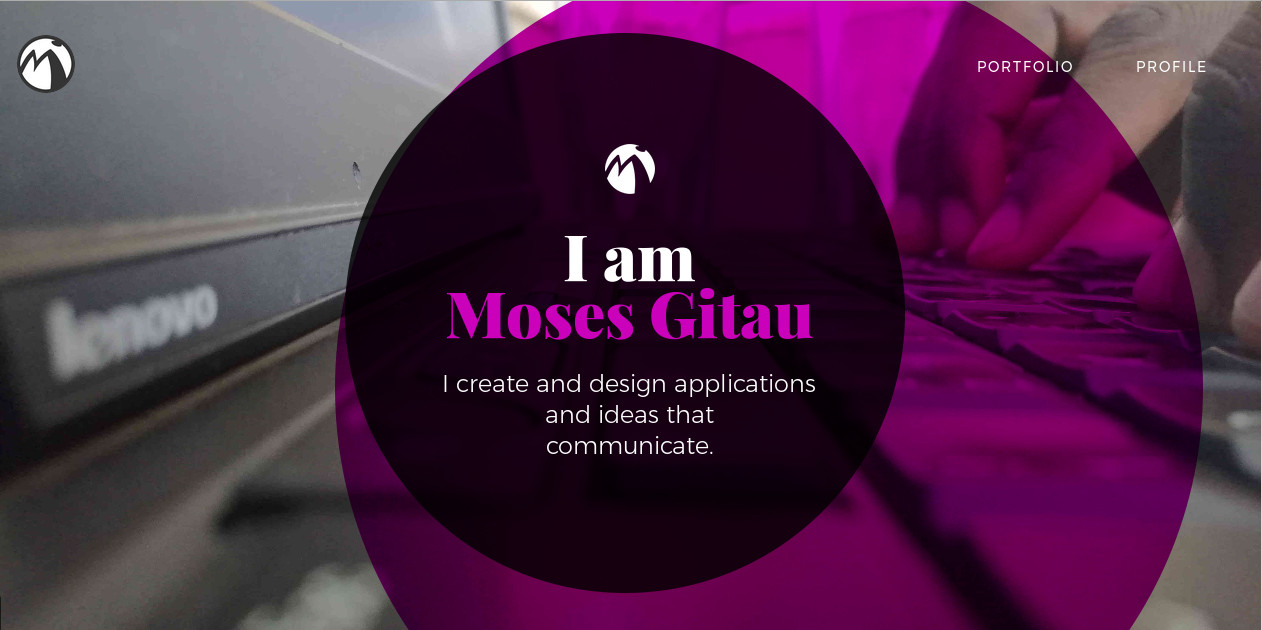 PORTFOLIO PROFILE
I am
Moses Gitau
I create and design applications
and ideas that
communicate.
lenovo